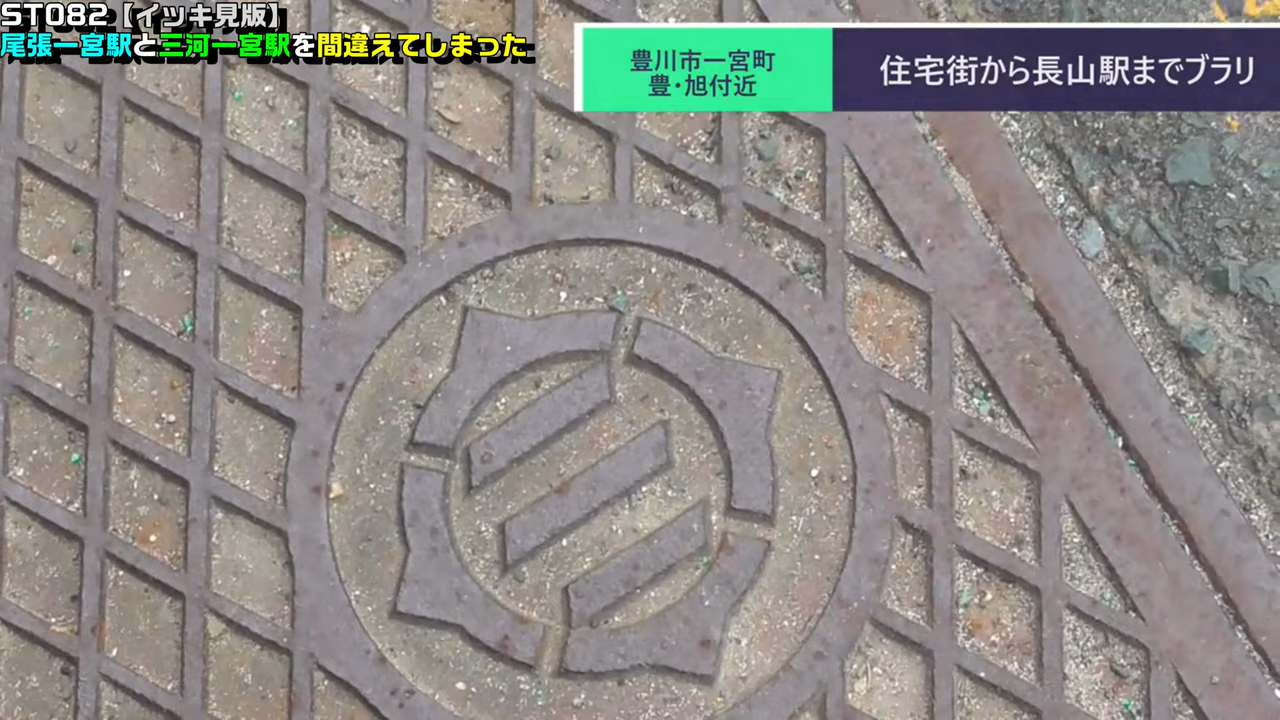 ST082【イッキ見版】
尾張一宮駅と三河一宮駅を間違えてしまった
豊川市一宮町
豊・旭付近
住宅街から長山駅までブラリ